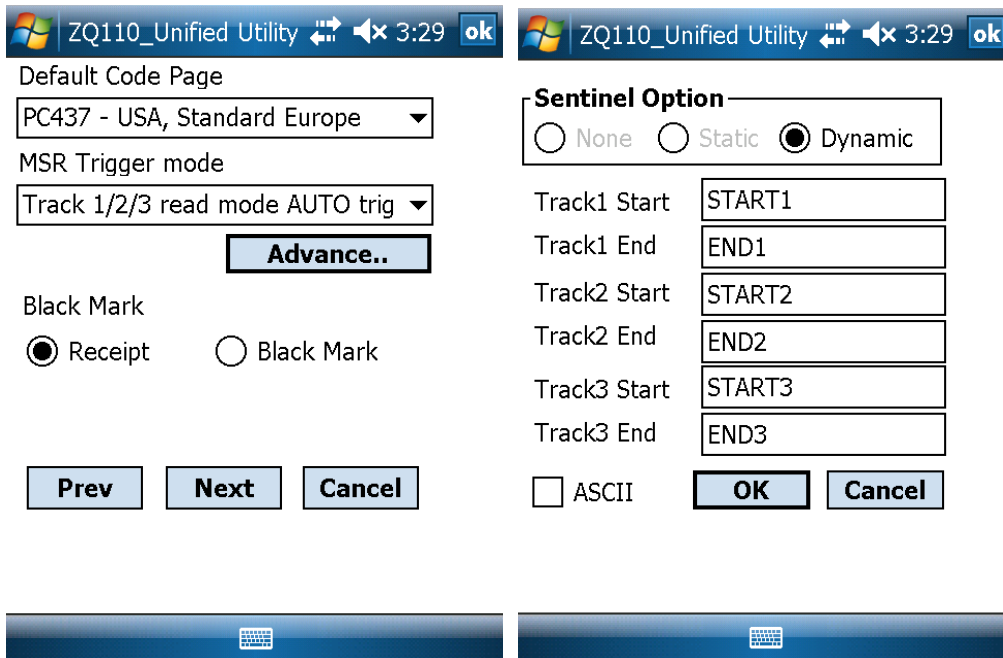 ZQ110_Unified Utility 3:29 ok
Default Code Page
PC437 - USA, Standard Europe
MSR Trigger mode
Track 1/2/3 read mode AUTO trig
Advance..
Black Mark
Receipt Black Mark
Prev Next Cancel
ZQ110_Unified Utility 3:29 ok
Sentinel Option
None Static Dynamic
Track1 Start START1
Track1 End END1
Track2 Start START2
Track2 End END2
Track3 Start START3
Track3 End END3
ASCII OK Cancel